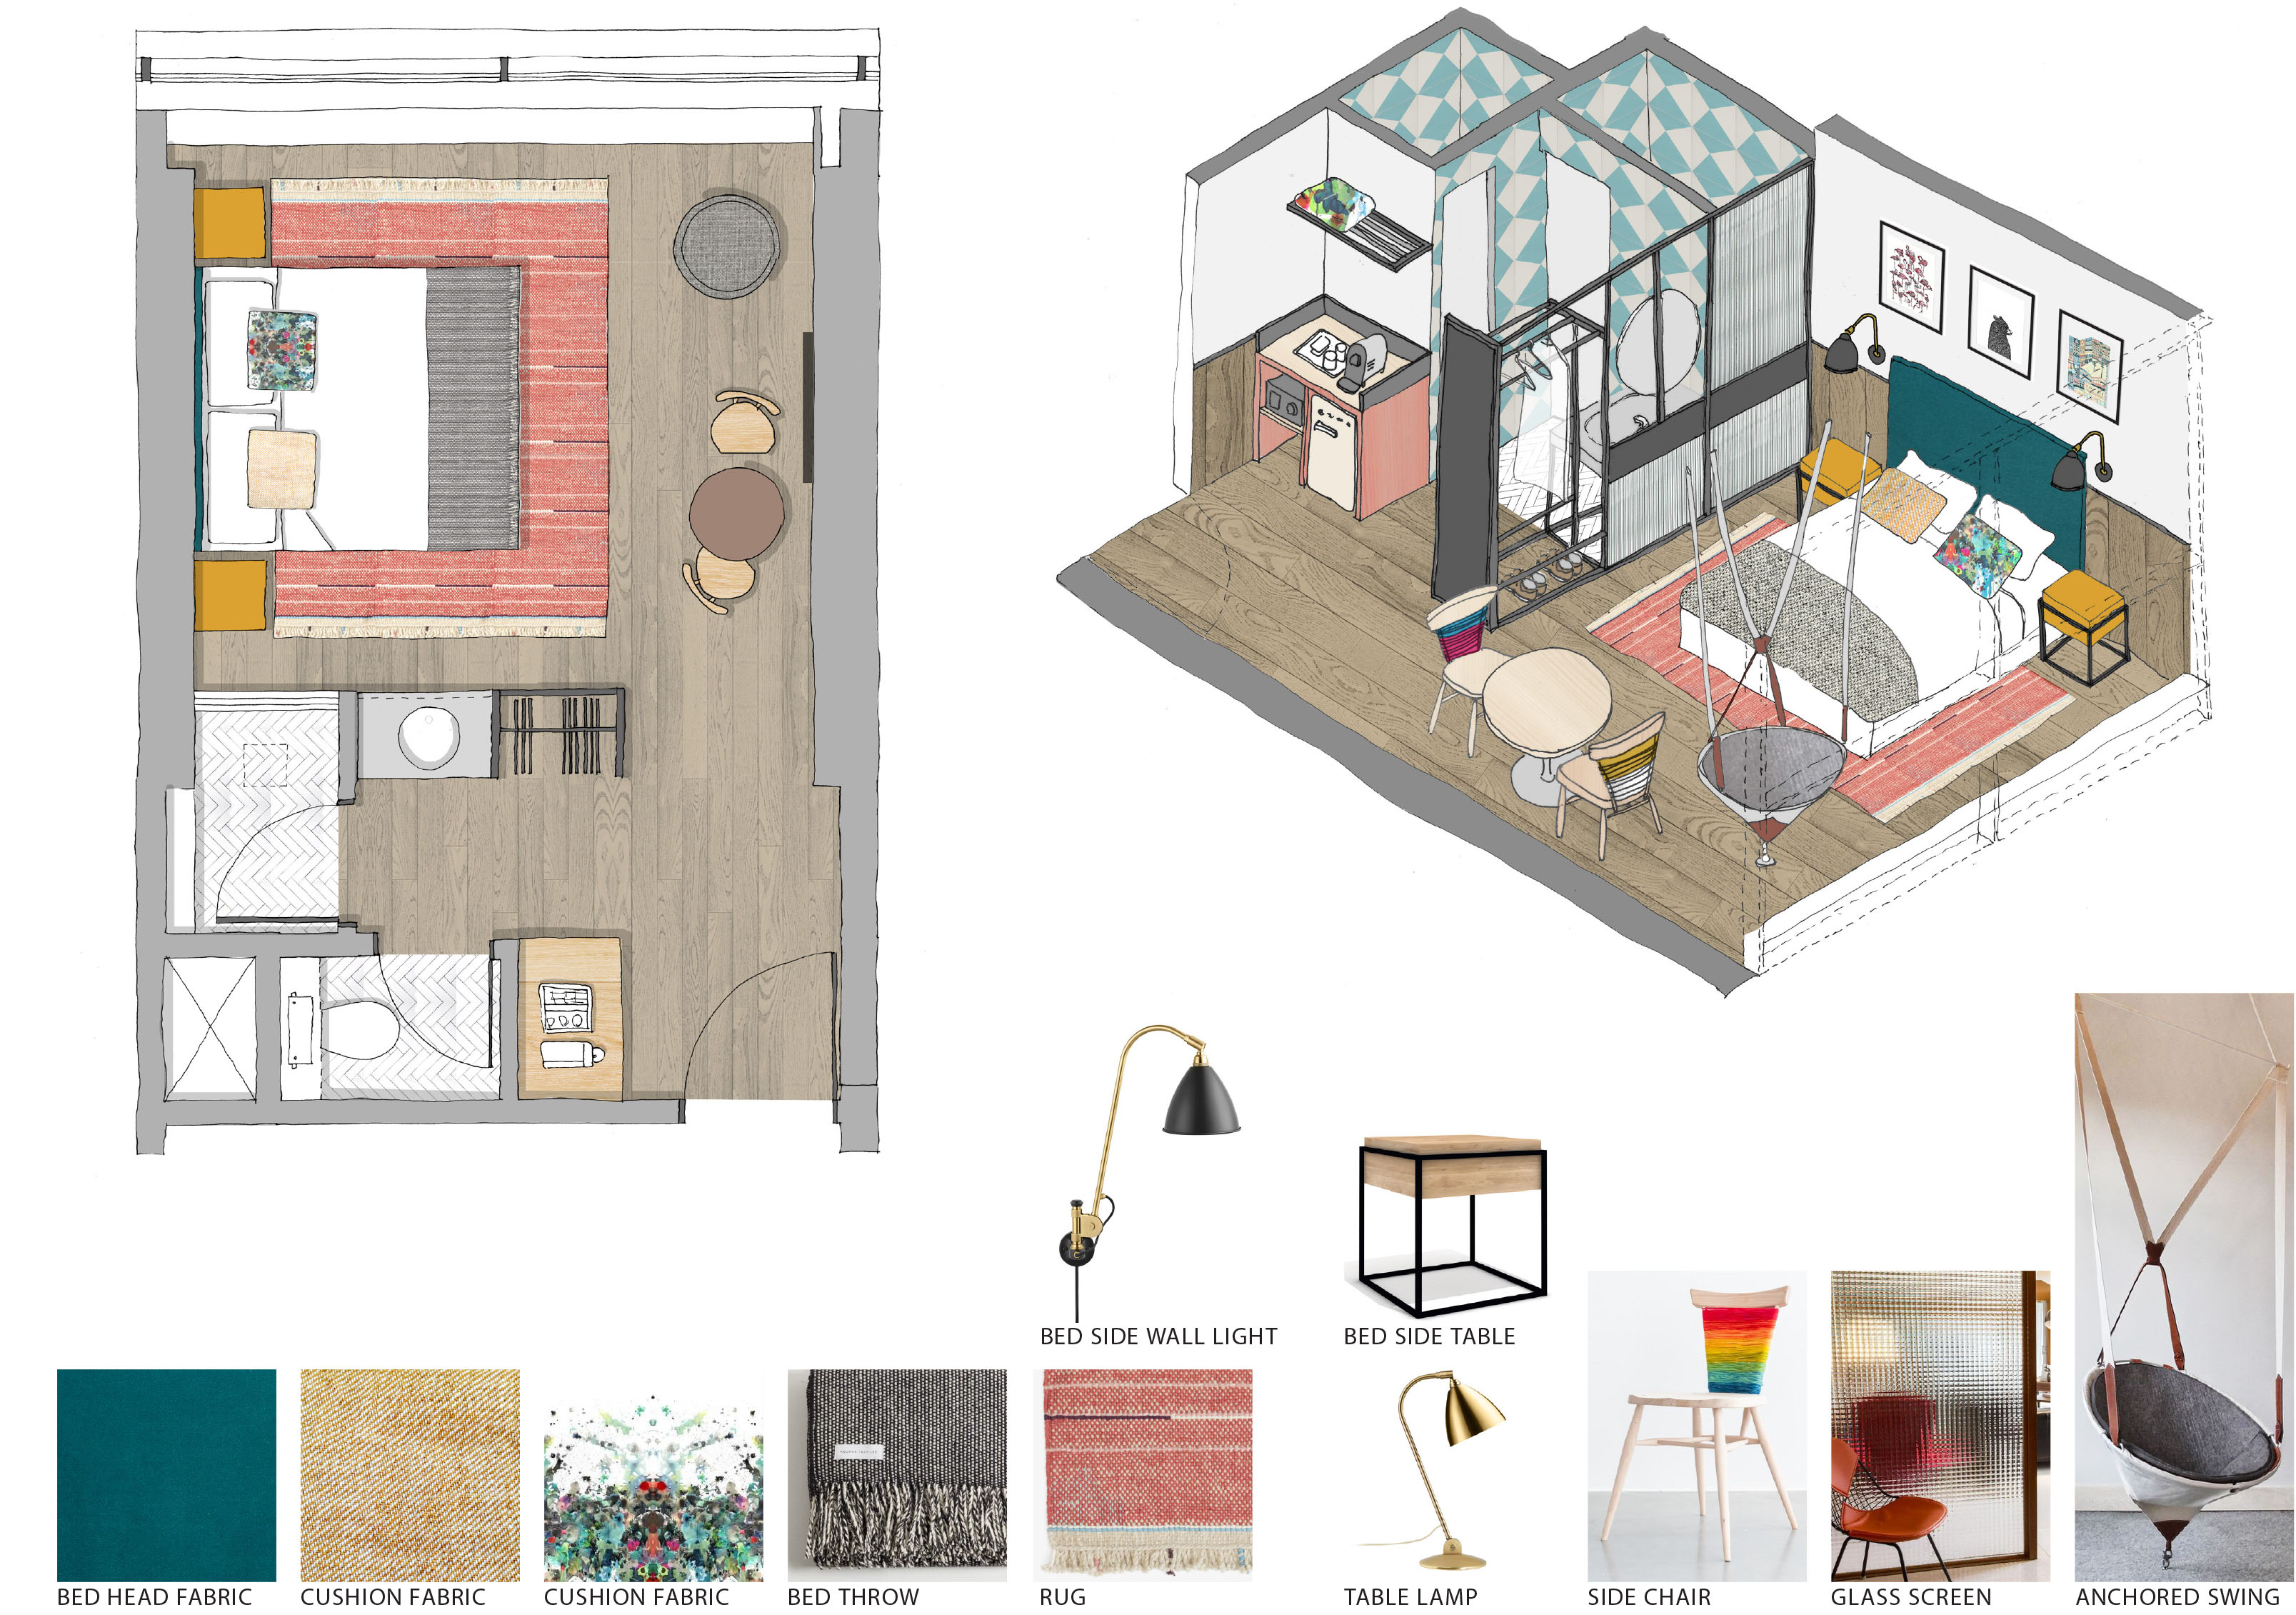 BED SIDE WALL LIGHT
BED SIDE TABLE
BED HEAD FABRIC
CUSHION FABRIC
CUSHION FABRIC
BED THROW
RUG
TABLE LAMP
SIDE CHAIR
GLASS SCREEN
ANCHORED SWING